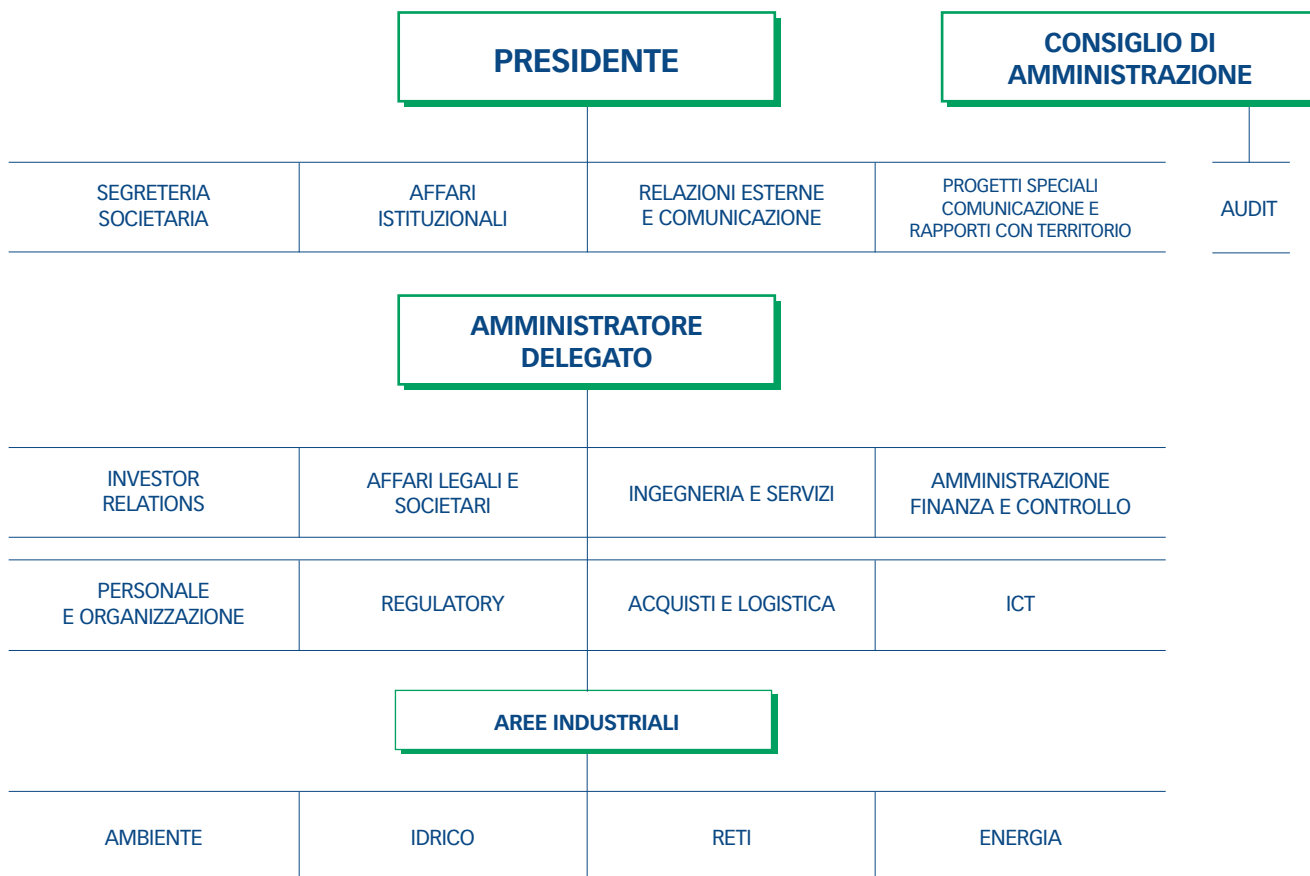 PRESIDENTE
CONSIGLIO DI
AMMINISTRAZIONE
SEGRETERIA
SOCIETARIA
AFFARI
ISTITUZIONALI
RELAZIONI ESTERNE
E COMUNICAZIONE
PROGETTI SPECIALI
COMUNICAZIONE E
RAPPORTI CON TERRITORIO
AUDIT
AMMINISTRATORE
DELEGATO
INVESTOR
RELATIONS
AFFARI LEGALI E
SOCIETARI
INGEGNERIA E SERVIZI
AMMINISTRAZIONE
FINANZA E CONTROLLO
PERSONALE
E ORGANIZZAZIONE
REGULATORY
ACQUISTI E LOGISTICA
ICT
AREE INDUSTRIALI
AMBIENTE
IDRICO
RETI
ENERGIA